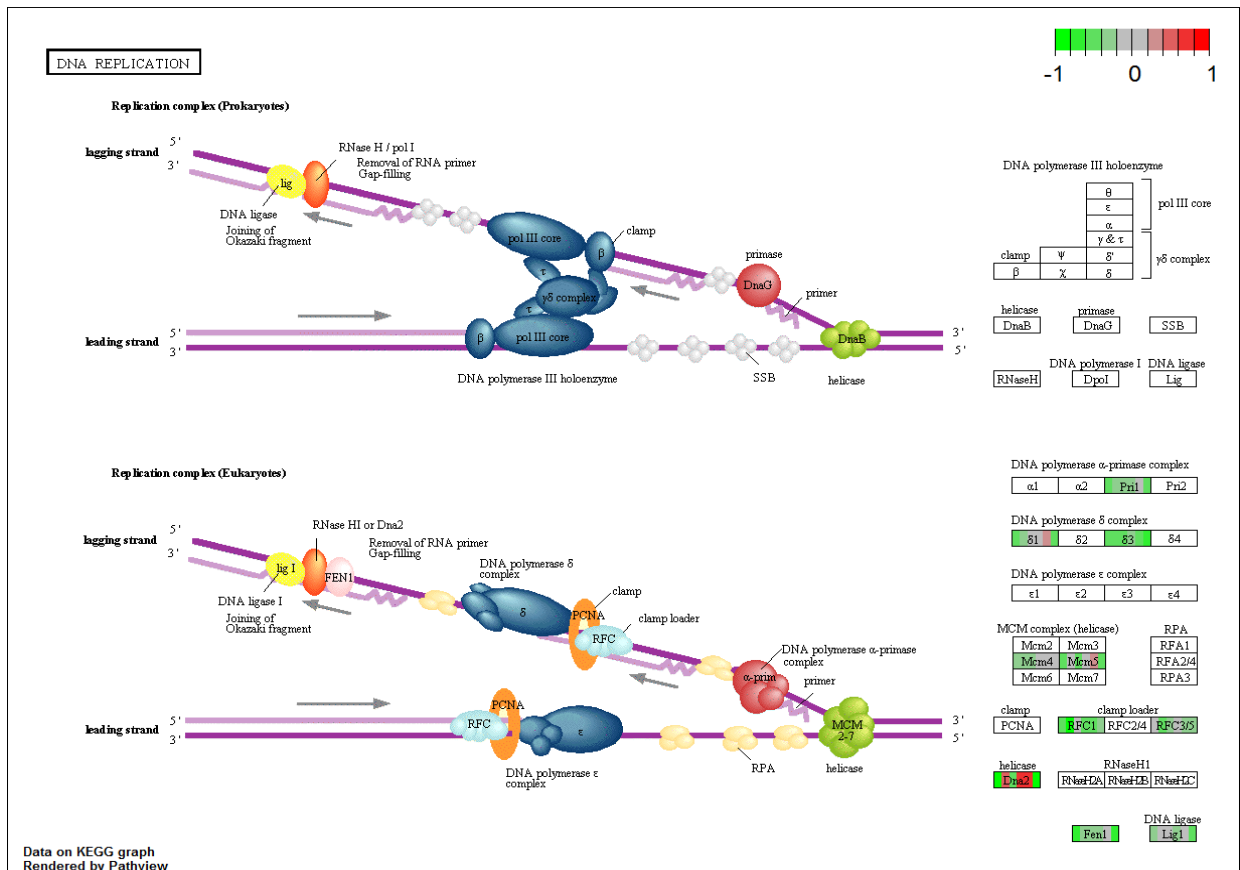 DNA REPLICATION
-1 0 1
Replication complex (Prokaryotes)
lagging strand
5'
3'
RNase H / pol I
Removal of RNA primer
Gap-filling
lig
DNA ligase
Joining of
Okazaki fragment
pol III core
clamp
β
τ
γδ complex
τ
primase
DnaG
primer
leading strand
5'
3'
β
pol III core
DnaB
3'
5'
DNA polymerase III holoenzyme
SSB
helicase
DNA polymerase III holoenzyme
θ
ε
α
pol III core
γ & τ
clamp ψ δ'
β χ δ
γδ complex
helicase primase
DnaB DnaG SSB
DNA polymerase I DNA ligase
RNaseH DpoI Lig
Replication complex (Eukaryotes)
lagging strand
5'
3'
RNase HI or Dna2
Removal of RNA primer
Gap-filling
lig I
FEN1
DNA ligase I
Joining of
Okazaki fragment
DNA polymerase δ
complex
δ
clamp
PCNA
RFC
clamp loader
DNA polymerase α-primase
complex
α-prim
primer
leading strand
5'
3'
RFC
PCNA
ε
MCM
2-7
3'
5'
DNA polymerase ε
complex
RPA
helicase
DNA polymerase α-primase complex
α1 α2 Pri1 Pri2
DNA polymerase δ complex
δ1 δ2 δ3 δ4
DNA polymerase ε complex
ε1 ε2 ε3 ε4
MCM complex (helicase) RPA
Mcm2 Mcm3 RFA1
Mcm4 Mcm5 RFA2/4
Mcm6 Mcm7 RPA3
clamp clamp loader
PCNA RFC1 RFC2/4 RFC3/5
helicase RNaseH1
Dna2 RNaseH2A RNaseH2B RNaseH2C
DNA ligase
Fen1 Lig1
Data on KEGG graph
Rendered by Pathview